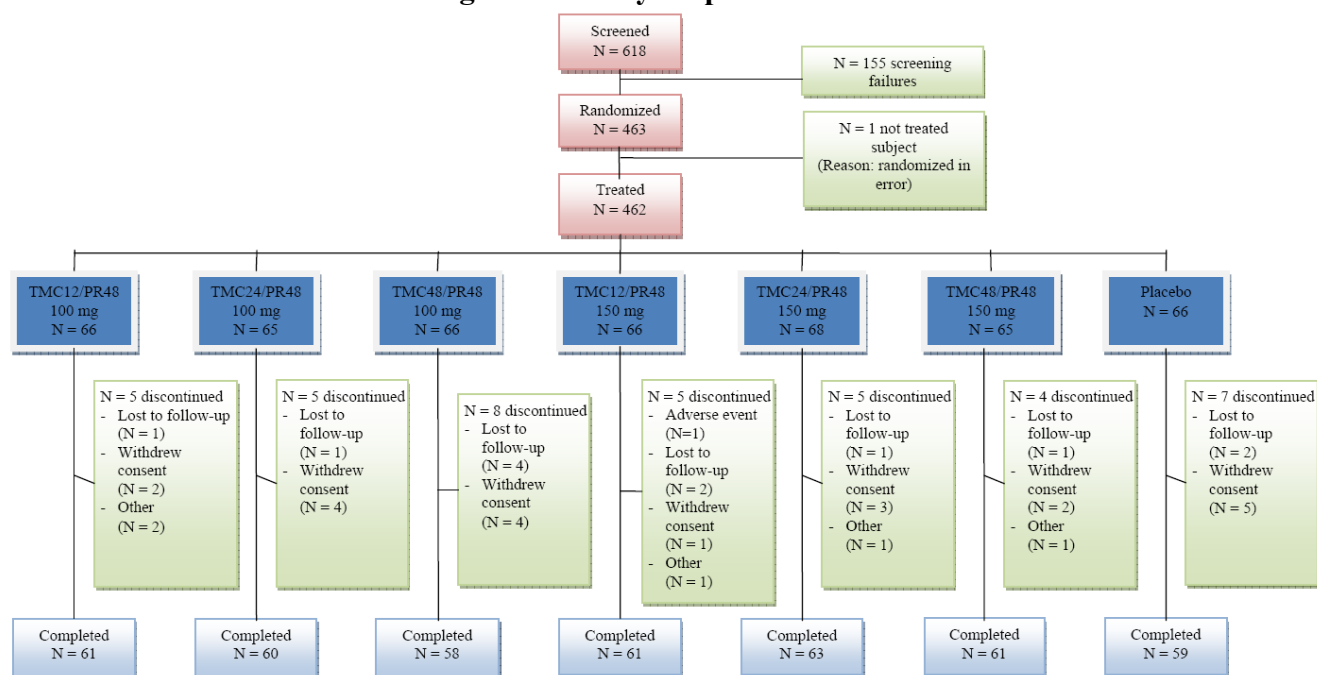 Screened
N = 618
N = 155 screening
failures
Randomized
N = 463
N = 1 not treated
subject
(Reason: randomized in
error)
Treated
N = 462
TMC12/PR48
100 mg
N = 66
TMC24/PR48
100 mg
N = 65
TMC48/PR48
100 mg
N = 66
TMC12/PR48
150 mg
N = 66
TMC24/PR48
150 mg
N = 68
TMC48/PR48
150 mg
N = 65
Placebo
N = 66
N = 5 discontinued
- Lost to follow-up
(N = 1)
- Withdrew
consent
(N = 2)
- Other
(N = 2)
N = 5 discontinued
- Lost to
follow-up
(N = 1)
- Withdrew
consent
(N = 4)
N = 8 discontinued
- Lost to
follow-up
(N = 4)
- Withdrew
consent
(N = 4)
N = 5 discontinued
- Adverse event
(N=1)
- Lost to
follow-up
(N = 2)
- Withdrew
consent
(N = 1)
- Other
(N = 1)
N = 5 discontinued
- Lost to
follow-up
(N = 1)
- Withdrew
consent
(N = 3)
- Other
(N = 1)
N = 4 discontinued
- Lost to
follow-up
(N = 1)
- Withdrew
consent
(N = 2)
- Other
(N = 1)
N = 7 discontinued
- Lost to
follow-up
(N = 2)
- Withdrew
consent
(N = 5)
Completed
N = 61
Completed
N = 60
Completed
N = 58
Completed
N = 61
Completed
N = 63
Completed
N = 61
Completed
N = 59